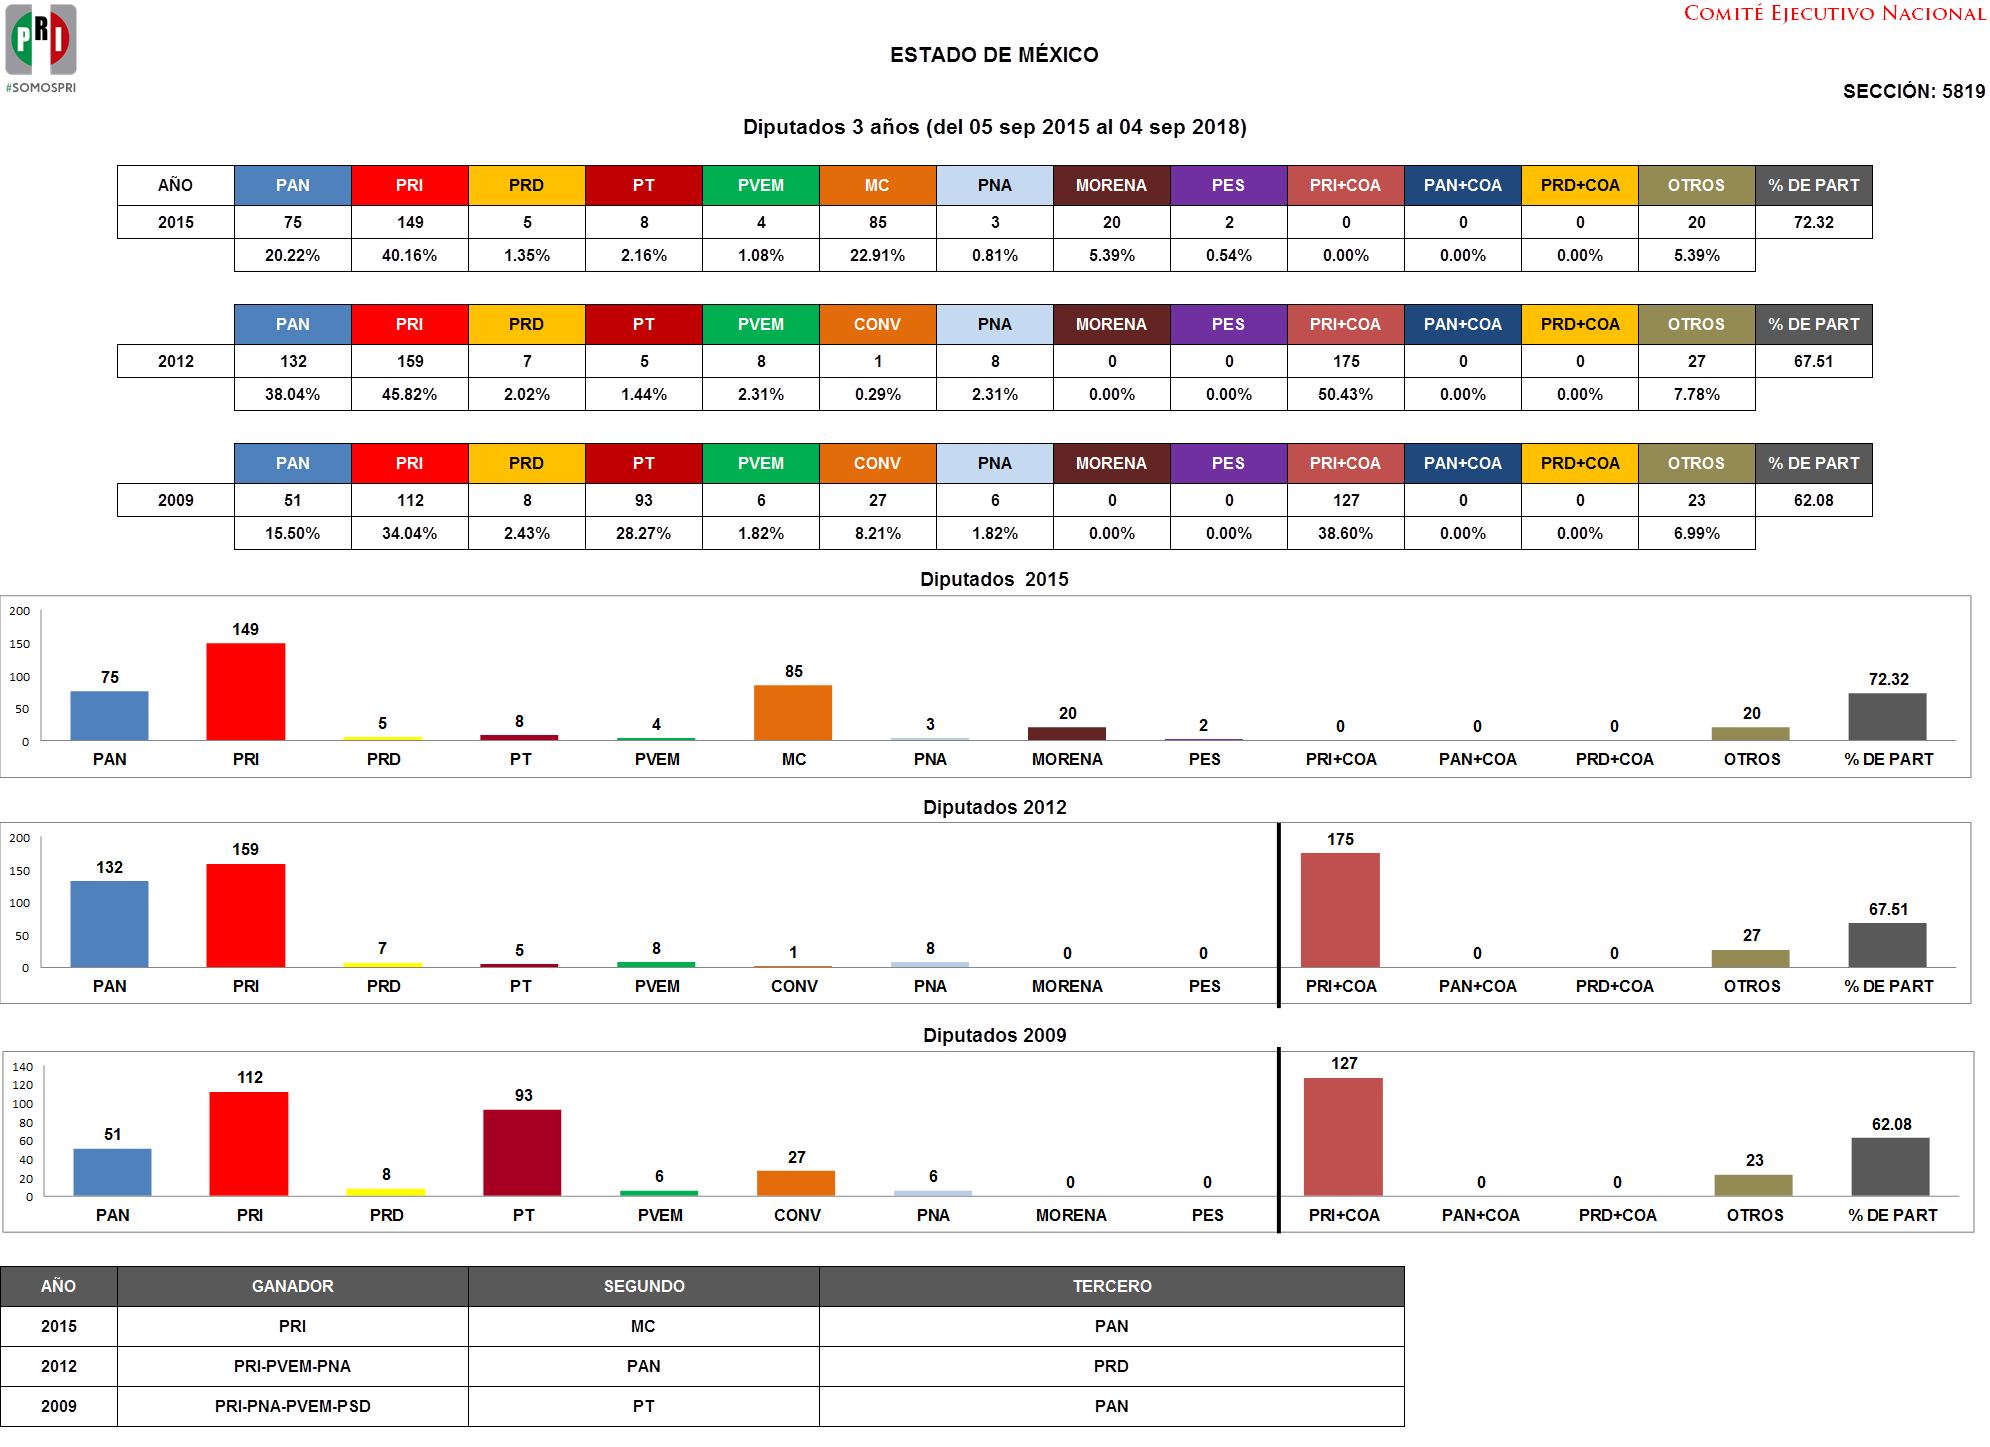 PRI
#SOMOSPRI
COMITÉ EJECUTIVO NACIONAL
ESTADO DE MÉXICO
SECCIÓN: 5819
Diputados 3 años (del 05 sep 2015 al 04 sep 2018)
AÑO PAN PRI PRD PT PVEM MC PNA MORENA PES PRI+COA PAN+COA PRD+COA OTROS % DE PART
2015 75 149 5 8 4 85 3 20 2 0 0 0 20 72.32
20.22% 40.16% 1.35% 2.16% 1.08% 22.91% 0.81% 5.39% 0.54% 0.00% 0.00% 0.00% 5.39%
PAN PRI PRD PT PVEM CONV PNA MORENA PES PRI+COA PAN+COA PRD+COA OTROS % DE PART
2012 132 159 7 5 8 1 8 0 0 175 0 0 27 67.51
38.04% 45.82% 2.02% 1.44% 2.31% 0.29% 2.31% 0.00% 0.00% 50.43% 0.00% 0.00% 7.78%
PAN PRI PRD PT PVEM CONV PNA MORENA PES PRI+COA PAN+COA PRD+COA OTROS % DE PART
2009 51 112 8 93 6 27 6 0 0 127 0 0 23 62.08
15.50% 34.04% 2.43% 28.27% 1.82% 8.21% 1.82% 0.00% 0.00% 38.60% 0.00% 0.00% 6.99%
Diputados 2015
200
150
100
50
0
75 149 5 8 4 85 3 20 2 0 0 0 20 72.32
PAN PRI PRD PT PVEM MC PNA MORENA PES PRI+COA PAN+COA PRD+COA OTROS % DE PART
Diputados 2012
200
150
100
50
0
132 159 7 5 8 1 8 0 0 175 0 0 27 67.51
PAN PRI PRD PT PVEM CONV PNA MORENA PES PRI+COA PAN+COA PRD+COA OTROS % DE PART
Diputados 2009
140
120
100
80
60
40
20
0
51 112 8 93 6 27 6 0 0 127 0 0 23 62.08
PAN PRI PRD PT PVEM CONV PNA MORENA PES PRI+COA PAN+COA PRD+COA OTROS % DE PART
AÑO GANADOR SEGUNDO TERCERO
2015 PRI MC PAN
2012 PRI-PVEM-PNA PAN PRD
2009 PRI-PNA-PVEM-PSD PT PAN